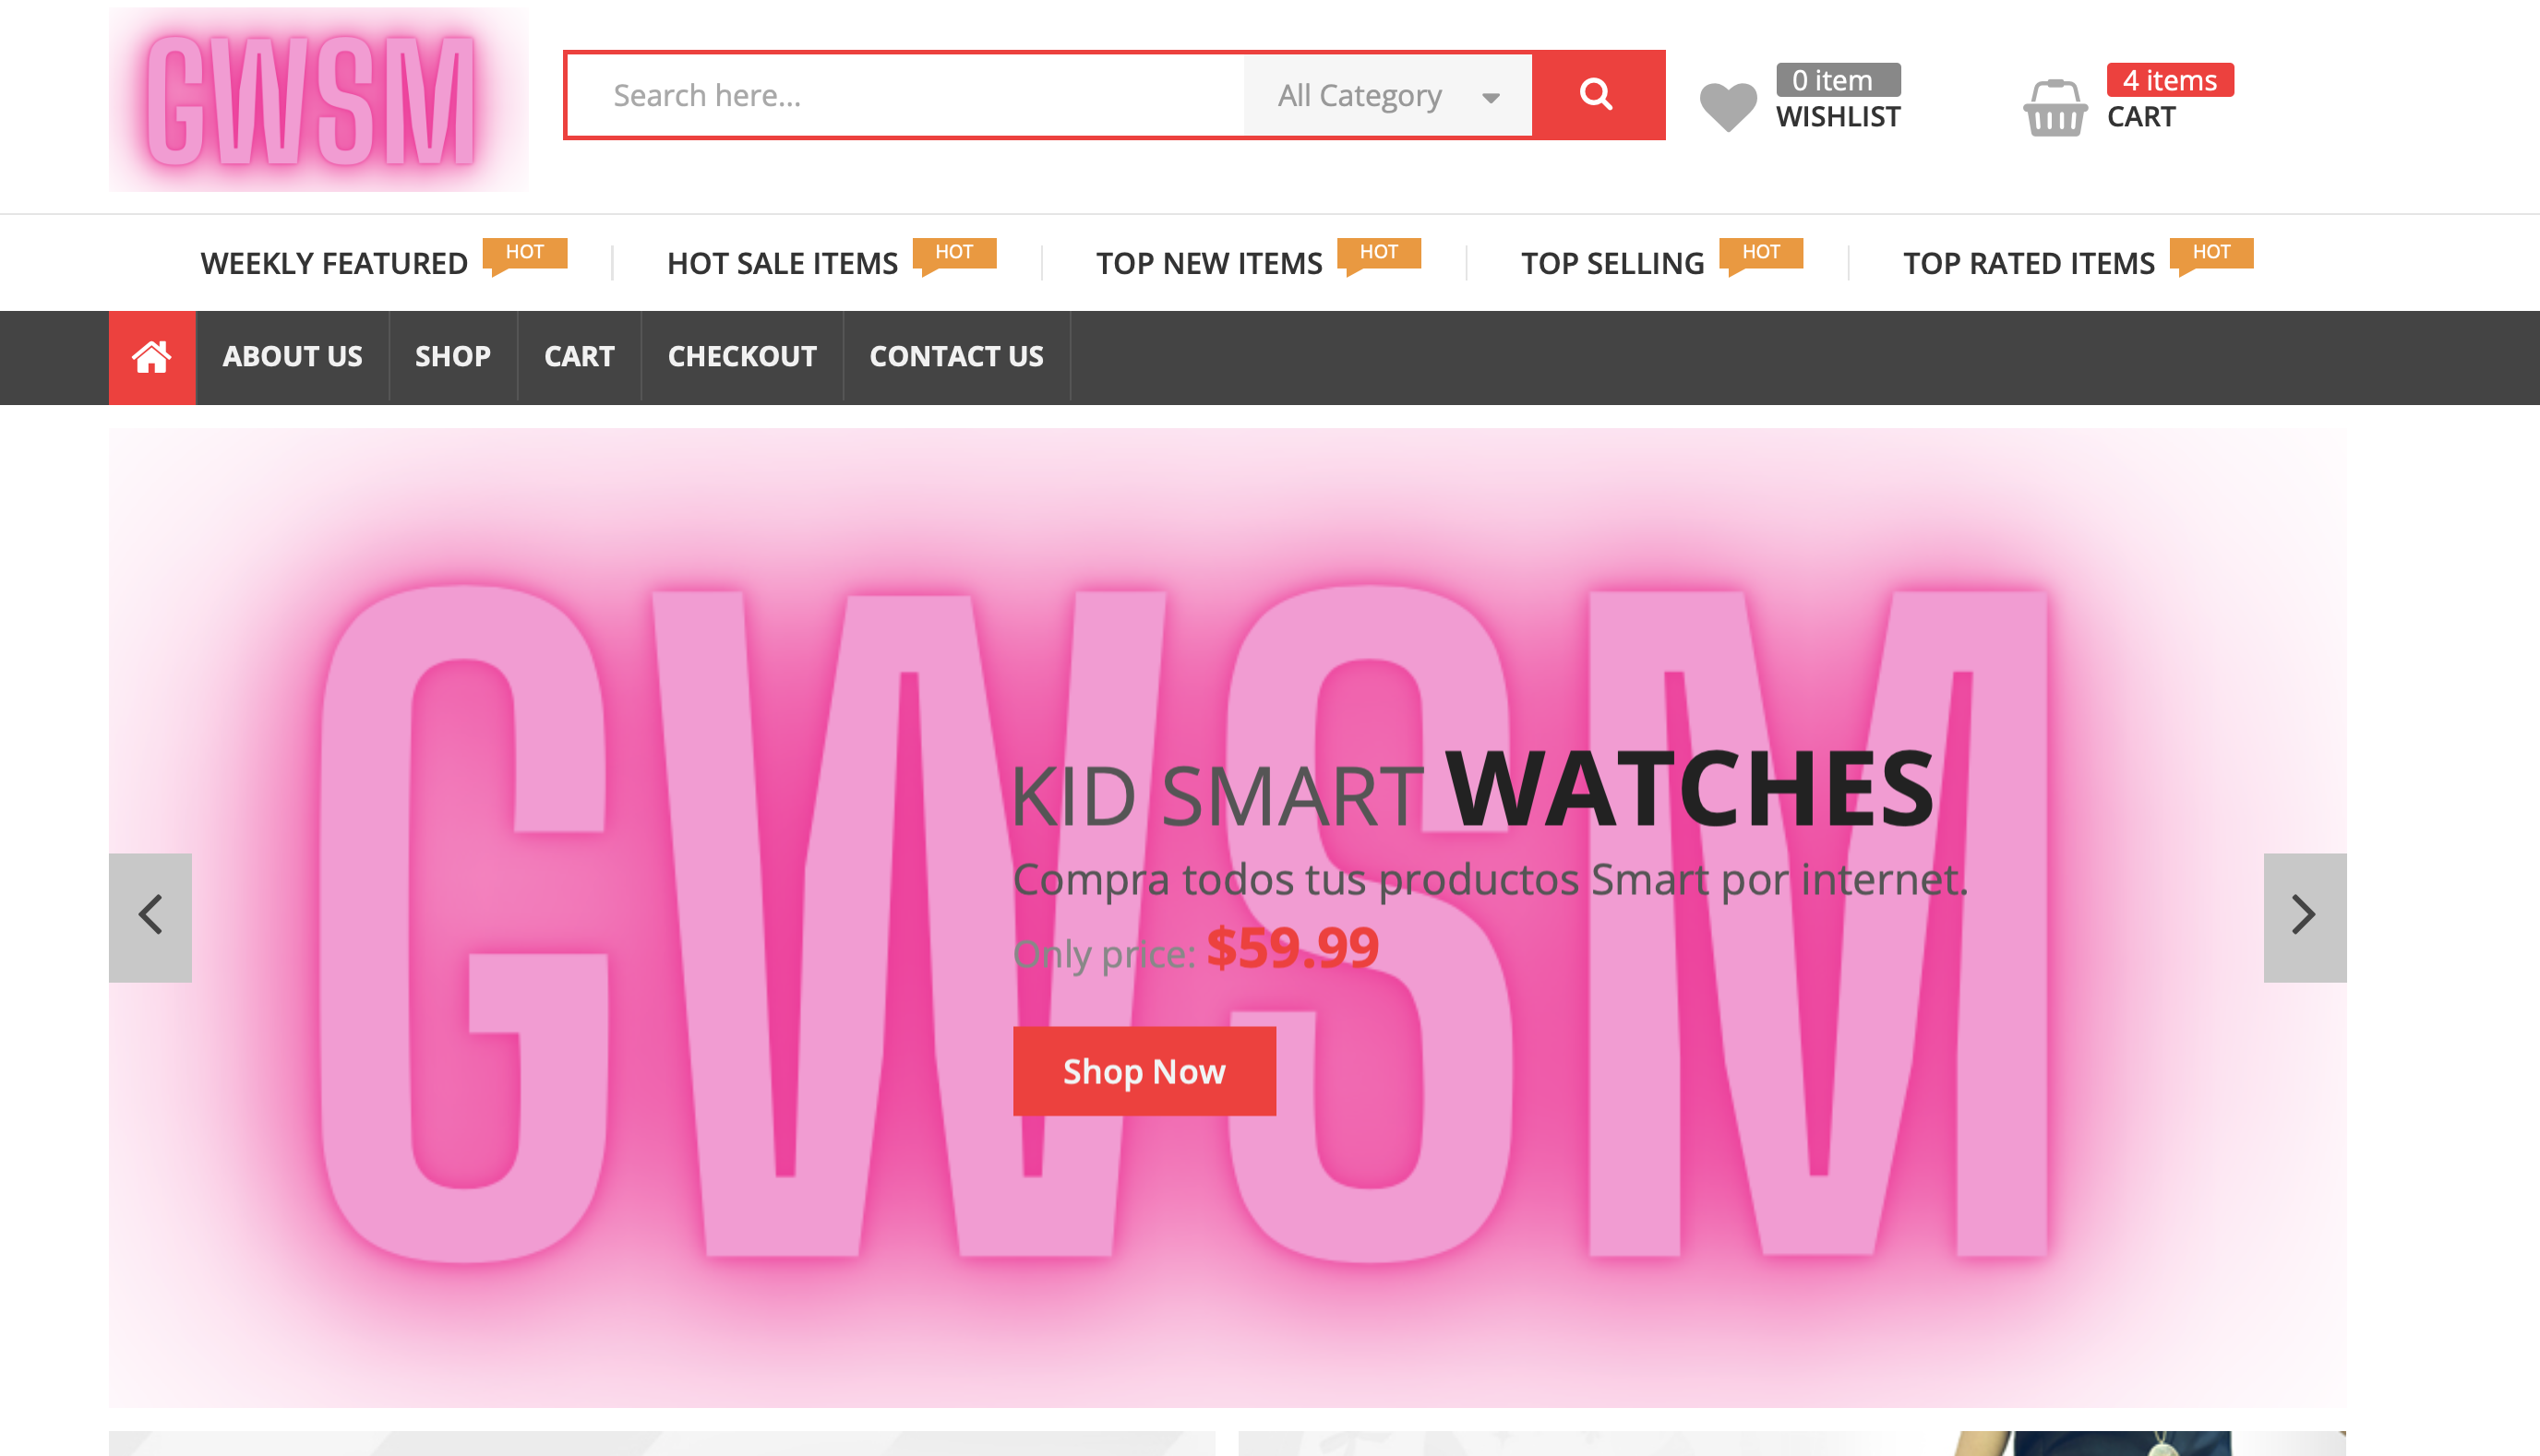 GWSM
Search here...
All Category
0 item
WISHLIST
4 items
CART
WEEKLY FEATURED HOT
HOT SALE ITEMS HOT
TOP NEW ITEMS HOT
TOP SELLING HOT
TOP RATED ITEMS HOT
ABOUT US
SHOP
CART
CHECKOUT
CONTACT US
GWSM
KID SMART WATCHES
Compra todos tus productos Smart por internet.
Only price: $59.99
Shop Now